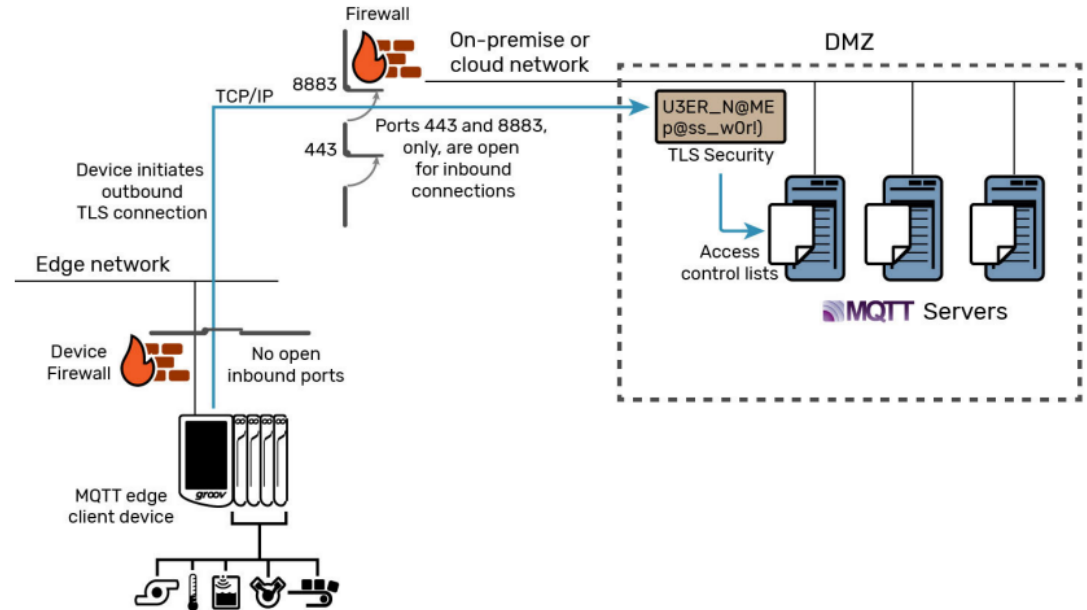 Firewall
On-premise or
cloud network
DMZ
8883
TCP/IP
U3ER_N@ME
p@ss_w0r!)
Ports 443 and 8883,
only, are open
for inbound
connections
443
TLS Security
Device initiates
outbound
TLS connection
Access
control lists
Edge network
MQTT Servers
Device
Firewall
No open
inbound ports
groov
MQTT edge
client device